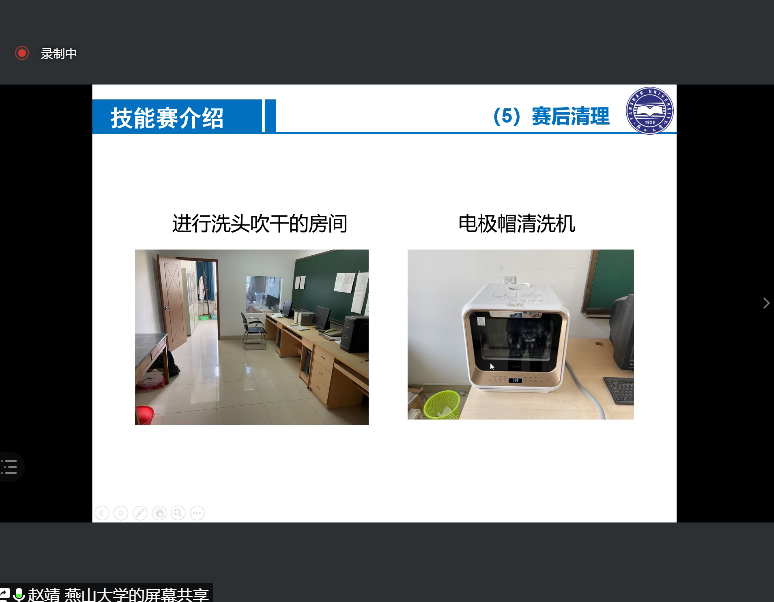 录制中
技能赛介绍
(5) 赛后清理
进行洗头吹干的房间
电极帽清洗机
赵靖 燕山大学的屏幕共享